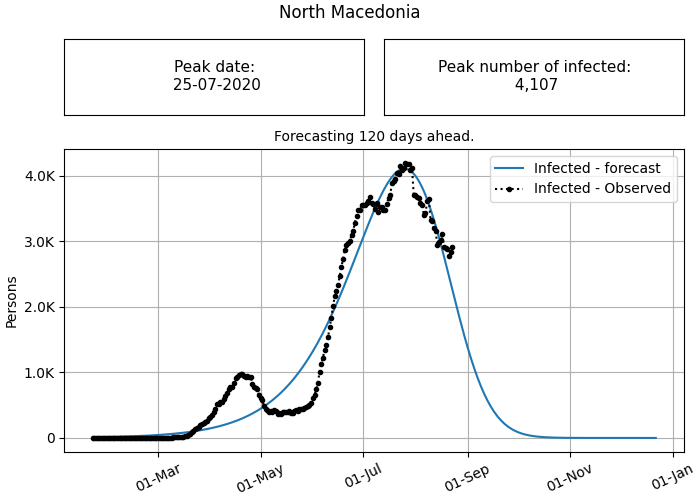 North Macedonia
Peak date:
25-07-2020
Peak number of infected:
4,107
Forecasting 120 days ahead.
Infected - forecast
Infected - Observed
Persons
4.0K
3.0K
2.0K
1.0K
0
01-Mar
01-May
01-Jul
01-Sep
01-Nov
01-Jan